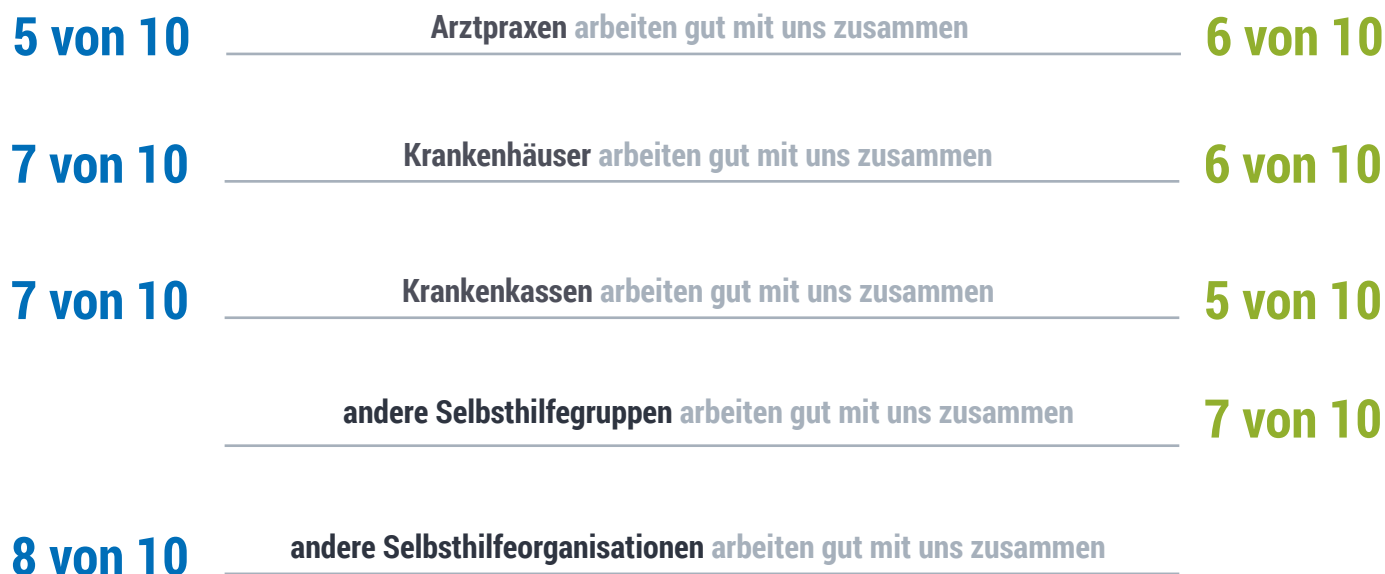 5 von 10 Arztpraxen arbeiten gut mit uns zusammen 6 von 10
7 von 10 Krankenhäuser arbeiten gut mit uns zusammen 6 von 10
7 von 10 Krankenkassen arbeiten gut mit uns zusammen 5 von 10
andere Selbsthilfegruppen arbeiten gut mit uns zusammen 7 von 10
8 von 10 andere Selbsthilfeorganisationen arbeiten gut mit uns zusammen